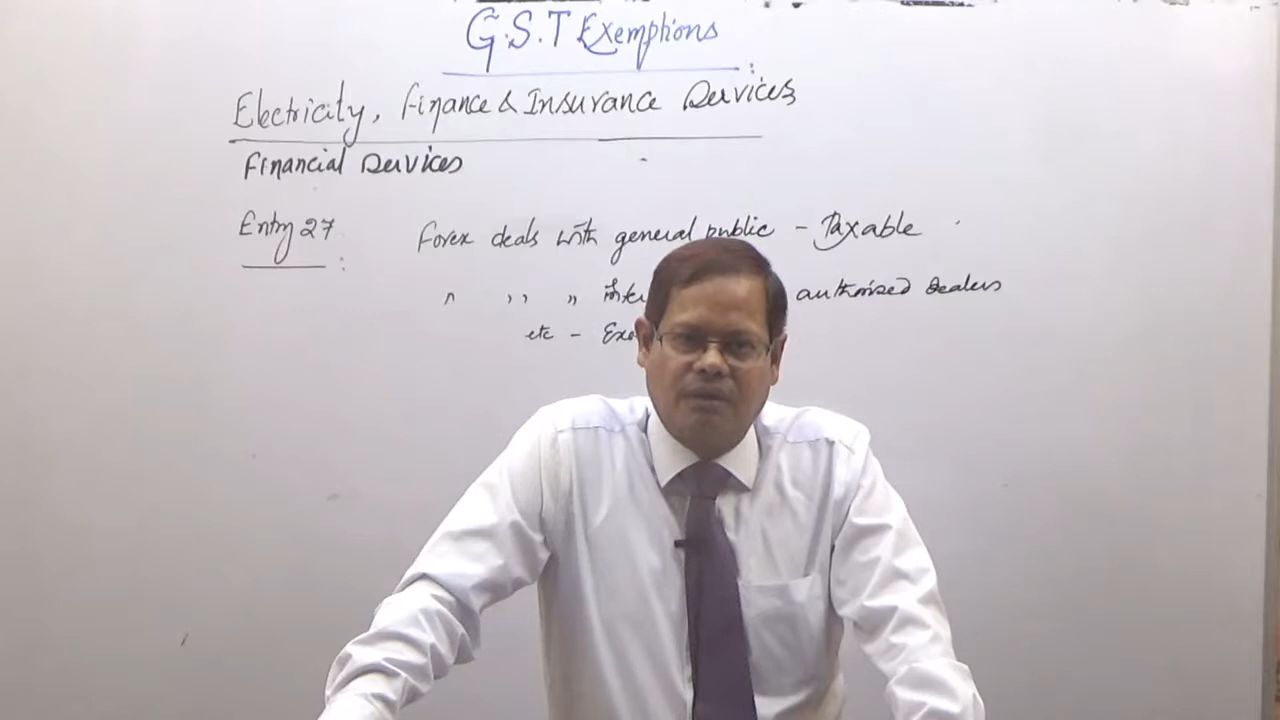 G.S.T Exemptions
Electricity, Finance & Insurance Services
Financial Services
Entry 27 : Forex deals with general public - Taxable
" " " authorised dealers
etc -